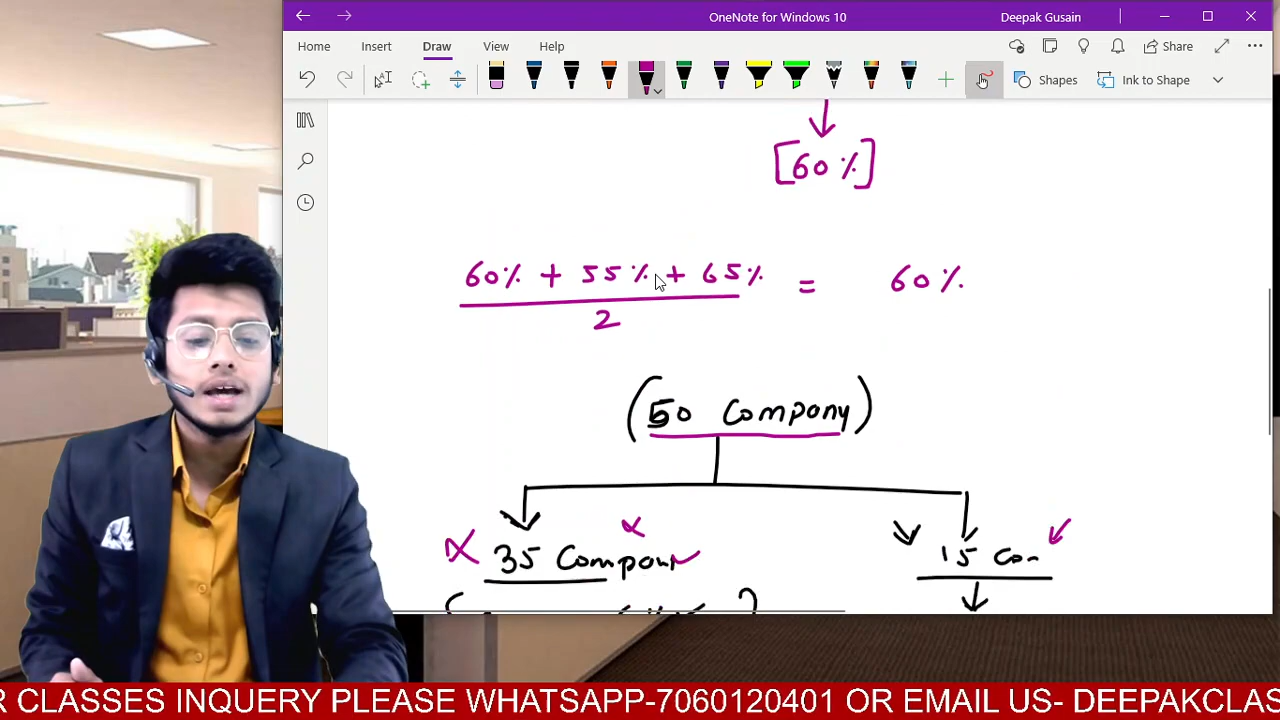 OneNote for Windows 10
Deepak Gusain
Home Insert Draw View Help
Share
Shapes
Ink to Shape
[60%]
60% + 55% + 65% = 60%
2
(50 Company)
35 Company
15 Com
R CLASSES INQUERY PLEASE WHATSAPP-7060120401 OR EMAIL US- DEEPAKCLAS